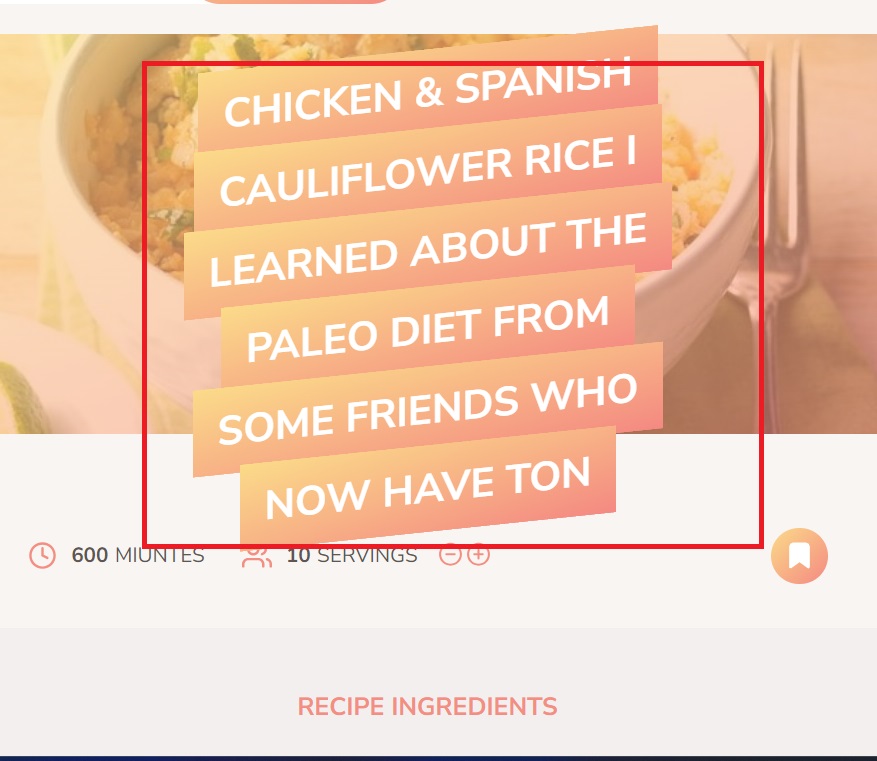 CHICKEN & SPANISH
CAULIFLOWER RICE I
LEARNED ABOUT THE
PALEO DIET FROM
SOME FRIENDS WHO
NOW HAVE TON
600 MIUNTES 10 SERVINGS
RECIPE INGREDIENTS